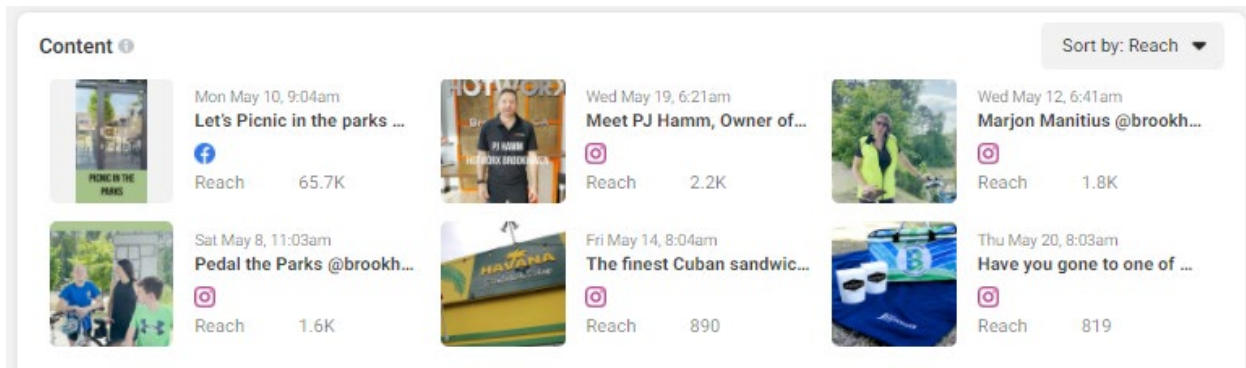 Content
Sort by: Reach
Mon May 10, 9:04am
Let's Picnic in the parks ...
Reach 65.7K
PICNIC IN THE
PARKS
Wed May 19, 6:21am
Meet PJ Hamm, Owner of...
Reach 2.2K
HOTWORX
PJ HAMM
HOTWORX BROOKHAVEN
Wed May 12, 6:41am
Marjon Manitius @brookh...
Reach 1.8K
Sat May 8, 11:03am
Pedal the Parks @brookh...
Reach 1.6K
Fri May 14, 8:04am
The finest Cuban sandwic...
Reach 890
HAVANA
Thu May 20, 8:03am
Have you gone to one of ...
Reach 819
B